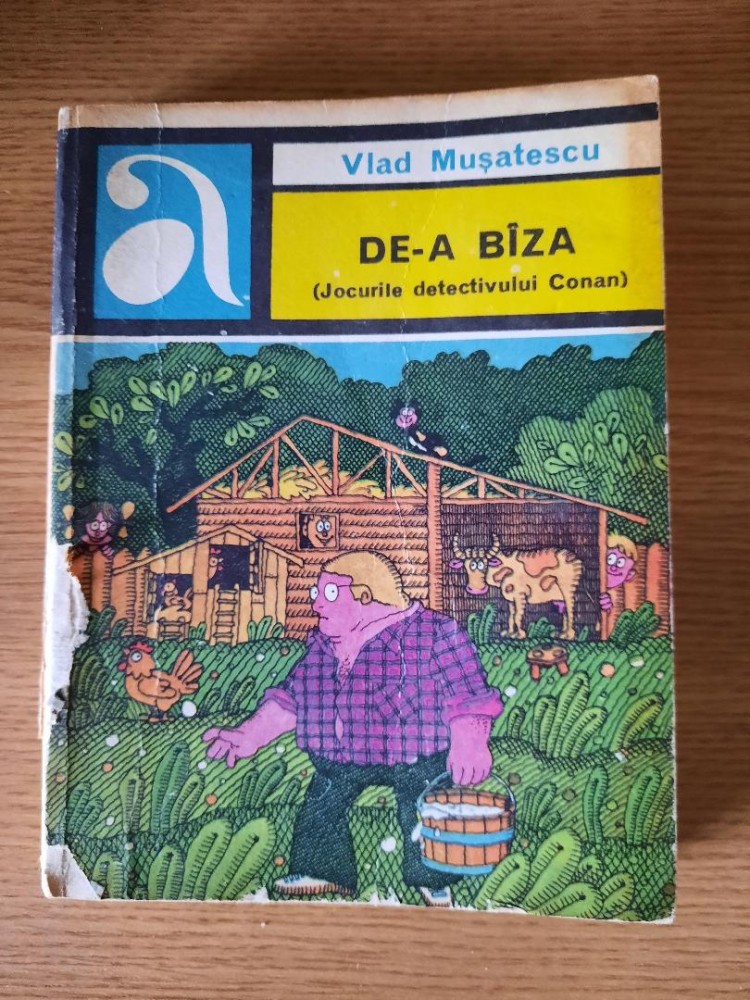 a
Vlad Mușatescu
DE-A BÎZA
(Jocurile detectivului Conan)